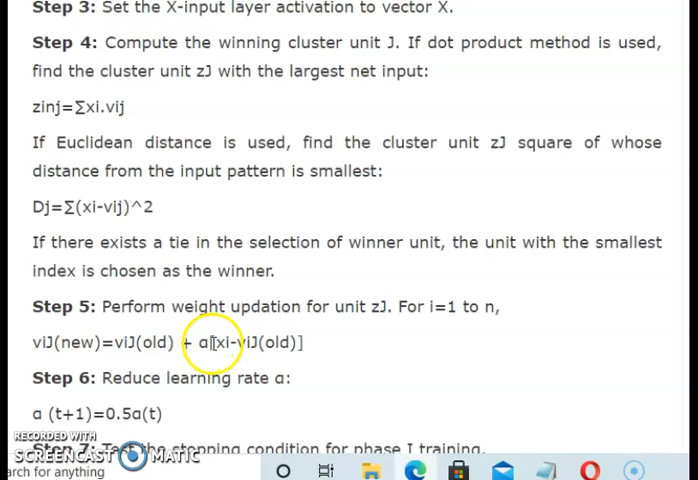 Step 3: Set the X-input layer activation to vector X.
Step 4: Compute the winning cluster unit J. If dot product method is used,
find the cluster unit zJ with the largest net input:
zinj=∑xi.vij
If Euclidean distance is used, find the cluster unit zJ square of whose
distance from the input pattern is smallest:
Dj=∑(xi-vij)^2
If there exists a tie in the selection of winner unit, the unit with the smallest
index is chosen as the winner.
Step 5: Perform weight updation for unit zJ. For i=1 to n,
viJ(new)=viJ(old) + α[xi-viJ(old)]
Step 6: Reduce learning rate α:
α (t+1)=0.5α(t)
Step 7: Test the stopping condition for phase I training.
RECORDED WITH
SCREENCAST MATIC
arch for anything